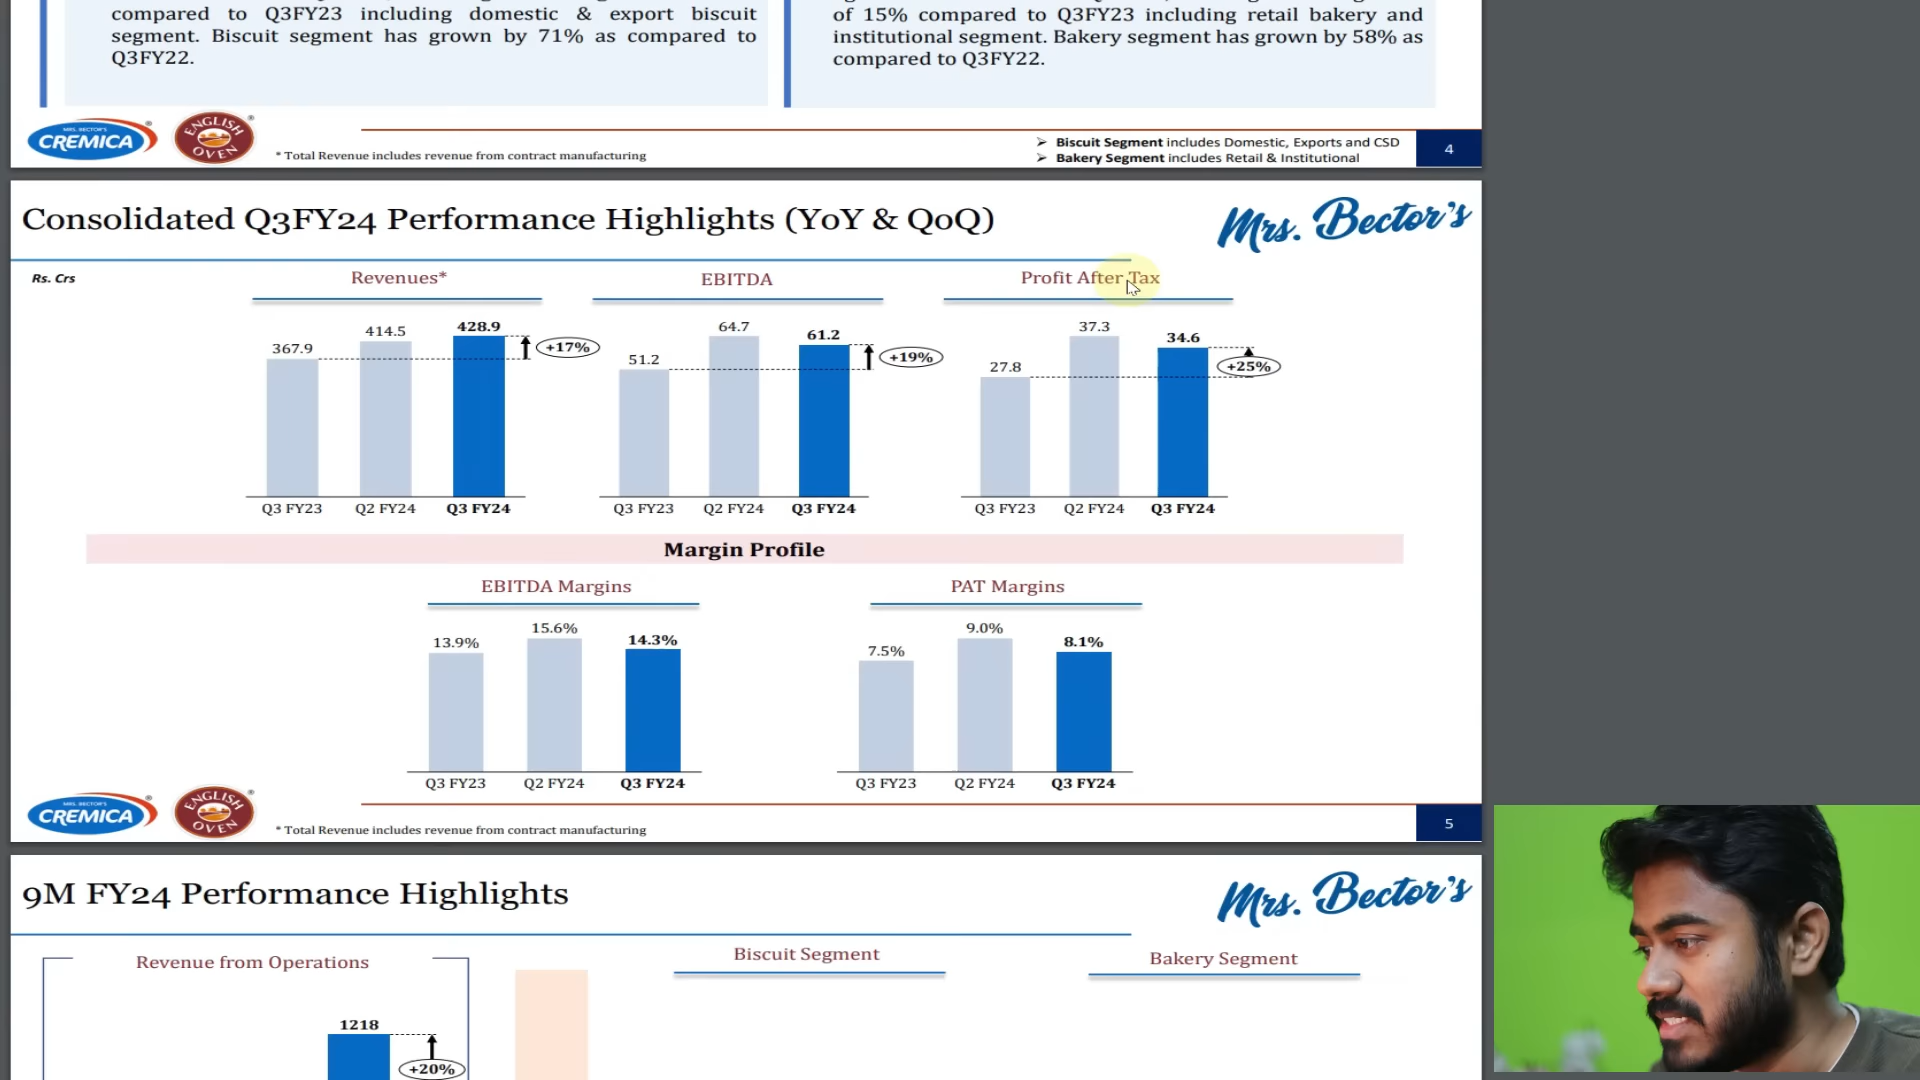 compared to Q3FY23 including domestic & export biscuit
segment. Biscuit segment has grown by 71% as compared to
Q3FY22.
of 15% compared to Q3FY23 including retail bakery and
institutional segment. Bakery segment has grown by 58% as
compared to Q3FY22.
MRS. BECTOR'S
CREMICA
®
ENGLISH
OVEN
®
* Total Revenue includes revenue from contract manufacturing
➢ Biscuit Segment includes Domestic, Exports and CSD
➢ Bakery Segment includes Retail & Institutional
4
Consolidated Q3FY24 Performance Highlights (YoY & QoQ)
Mrs. Bector's
Rs. Crs
Revenues*
367.9
414.5
428.9
+17%
Q3 FY23
Q2 FY24
Q3 FY24
EBITDA
51.2
64.7
61.2
+19%
Q3 FY23
Q2 FY24
Q3 FY24
Profit After Tax
27.8
37.3
34.6
+25%
Q3 FY23
Q2 FY24
Q3 FY24
Margin Profile
EBITDA Margins
13.9%
15.6%
14.3%
Q3 FY23
Q2 FY24
Q3 FY24
PAT Margins
7.5%
9.0%
8.1%
Q3 FY23
Q2 FY24
Q3 FY24
MRS. BECTOR'S
CREMICA
®
ENGLISH
OVEN
®
* Total Revenue includes revenue from contract manufacturing
5
9M FY24 Performance Highlights
Mrs. Bector's
Revenue from Operations
1218
+20%
Biscuit Segment
Bakery Segment